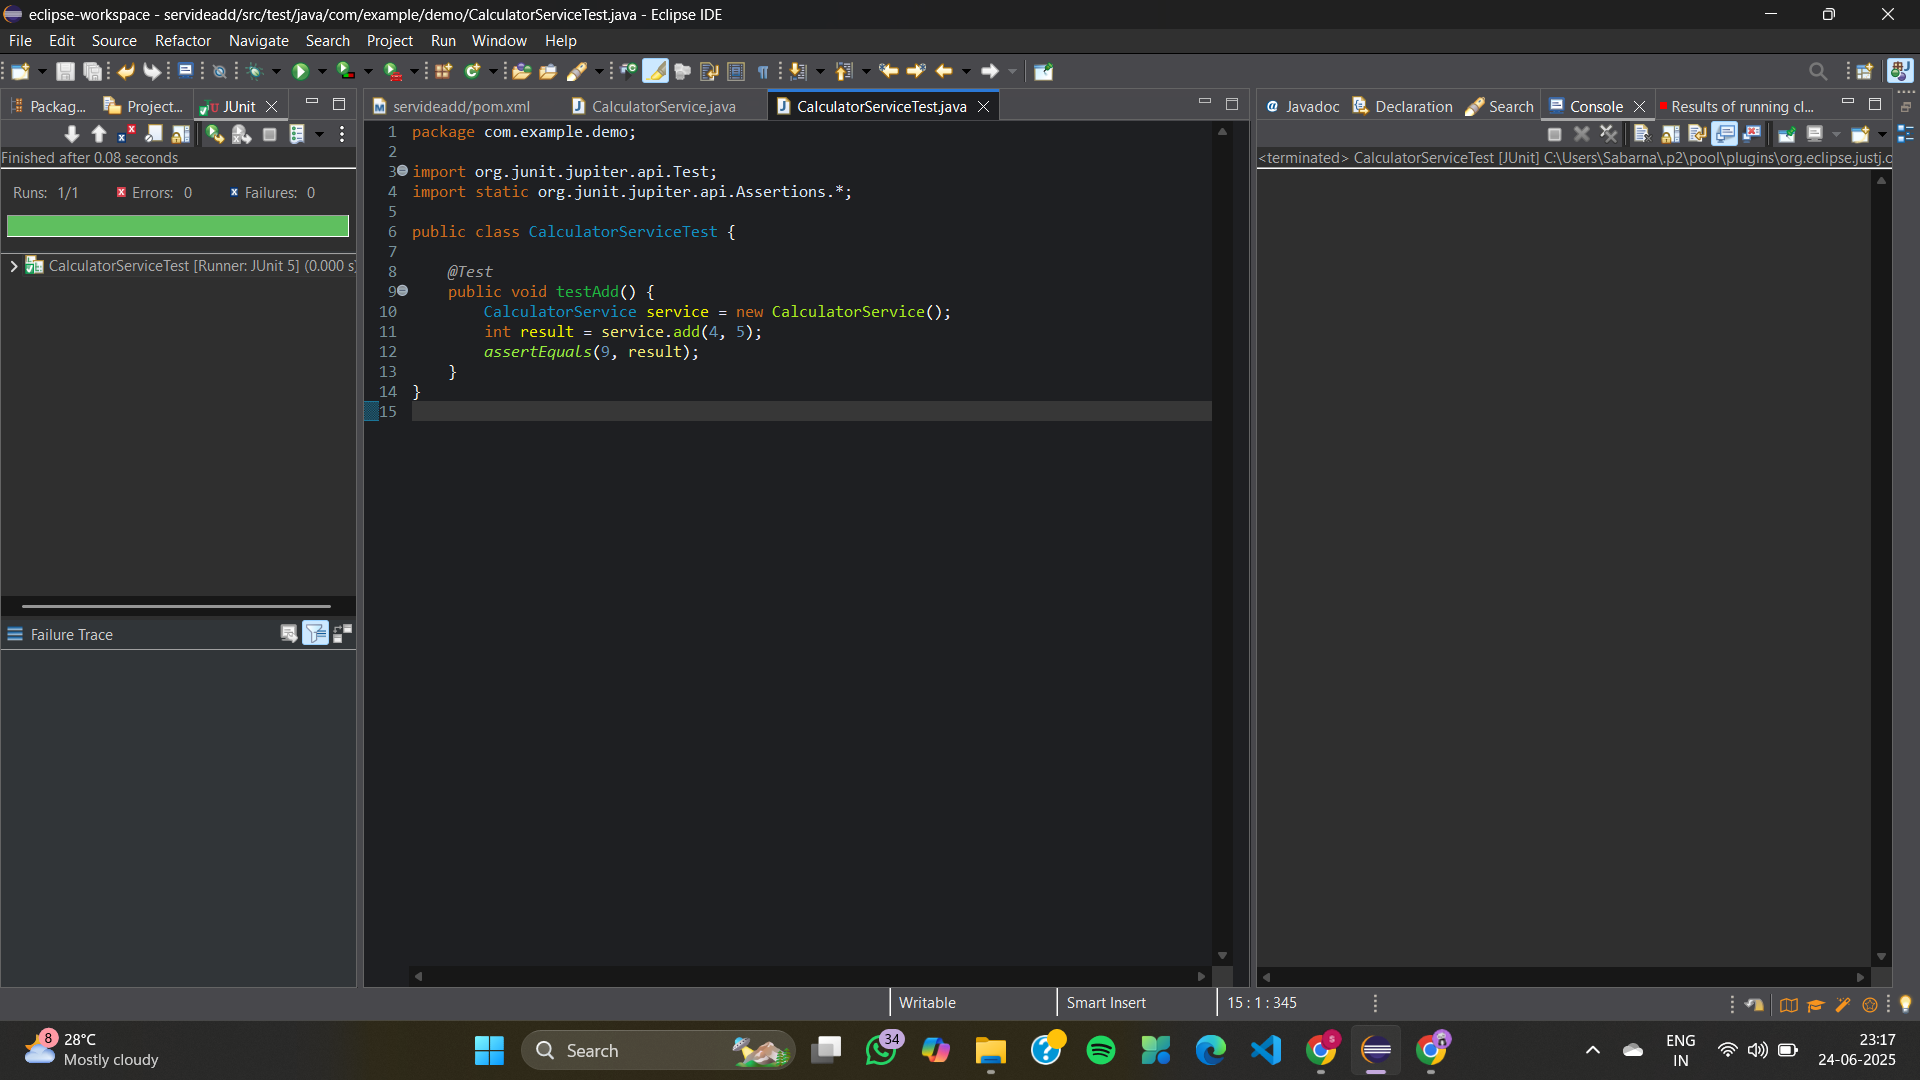 eclipse-workspace - servideadd/src/test/java/com/example/demo/CalculatorServiceTest.java - Eclipse IDE
File Edit Source Refactor Navigate Search Project Run Window Help
Packag... Project... JUnit
Finished after 0.08 seconds
Runs: 1/1 Errors: 0 Failures: 0
CalculatorServiceTest [Runner: JUnit 5] (0.000 s
Failure Trace
servideadd/pom.xml CalculatorService.java CalculatorServiceTest.java
1 package com.example.demo;
2
3 import org.junit.jupiter.api.Test;
4 import static org.junit.jupiter.api.Assertions.*;
5
6 public class CalculatorServiceTest {
7
8 @Test
9 public void testAdd() {
10 CalculatorService service = new CalculatorService();
11 int result = service.add(4, 5);
12 assertEquals(9, result);
13 }
14 }
15
Javadoc Declaration Search Console Results of running cl...
<terminated> CalculatorServiceTest [JUnit] C:\Users\Sabarna\.p2\pool\plugins\org.eclipse.justj.o
Writable Smart Insert 15 : 1 : 345
8 28°C
Mostly cloudy
Search
34
ENG
IN
23:17
24-06-2025